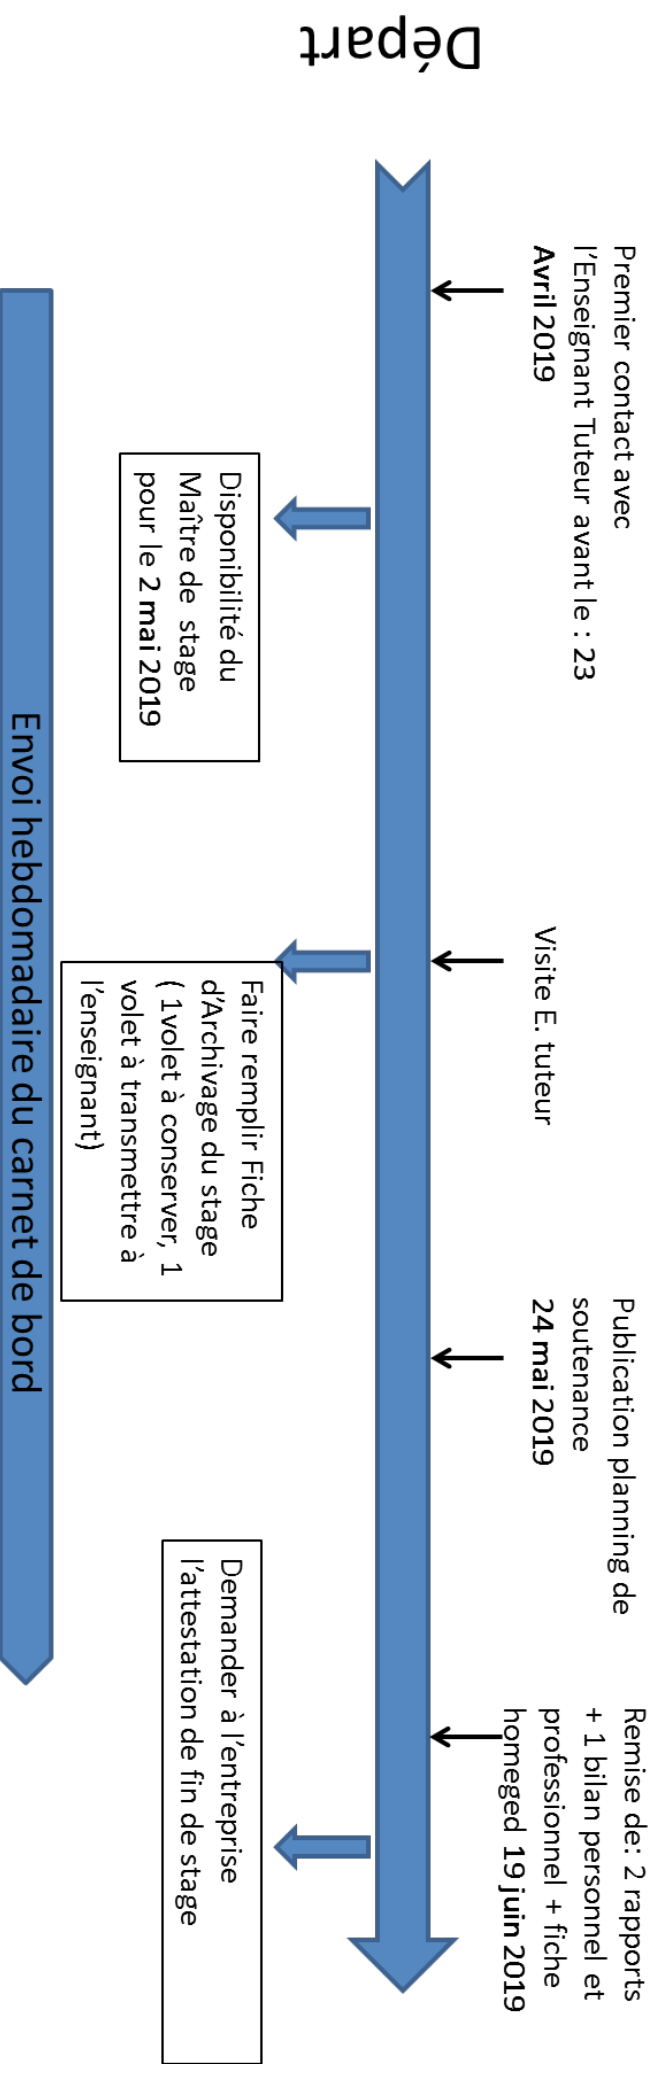 Départ
Premier contact avec
l'Enseignant Tuteur avant le : 23
Avril 2019
Visite E. tuteur
Publication planning de
soutenance
24 mai 2019
Remise de: 2 rapports
+ 1 bilan personnel et
professionnel + fiche
homeged 19 juin 2019
Disponibilité du
Maître de stage
pour le 2 mai 2019
Faire remplir Fiche
d'Archivage du stage
( 1volet à conserver, 1
volet à transmettre à
l'enseignant)
Demander à l'entreprise
l'attestation de fin de stage
Envoi hebdomadaire du carnet de bord